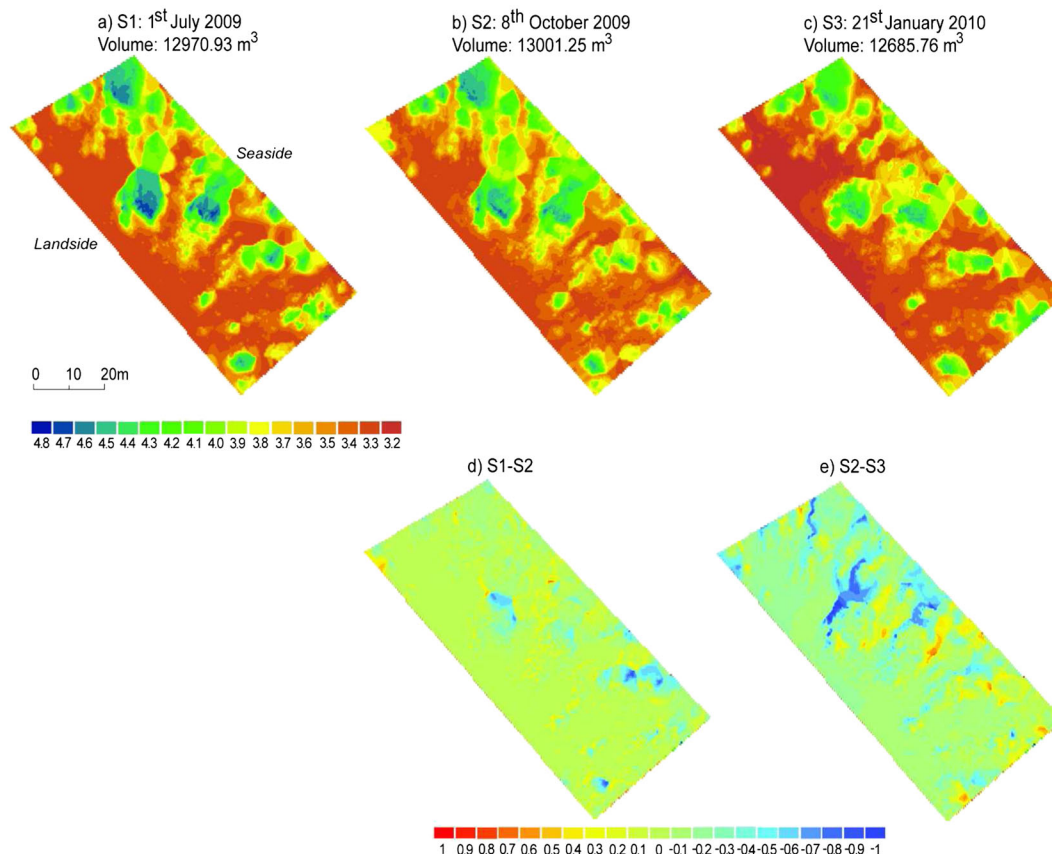 a) S1: 1st July 2009
Volume: 12970.93 m3
b) S2: 8th October 2009
Volume: 13001.25 m3
c) S3: 21st January 2010
Volume: 12685.76 m3
Seaside
Landside
0 10 20m
4.8 4.7 4.6 4.5 4.4 4.3 4.2 4.1 4.0 3.9 3.8 3.7 3.6 3.5 3.4 3.3 3.2
d) S1-S2
e) S2-S3
1 0.9 0.8 0.7 0.6 0.5 0.4 0.3 0.2 0.1 0 -0.1 -0.2 -0.3 -0.4 -0.5 -0.6 -0.7 -0.8 -0.9 -1